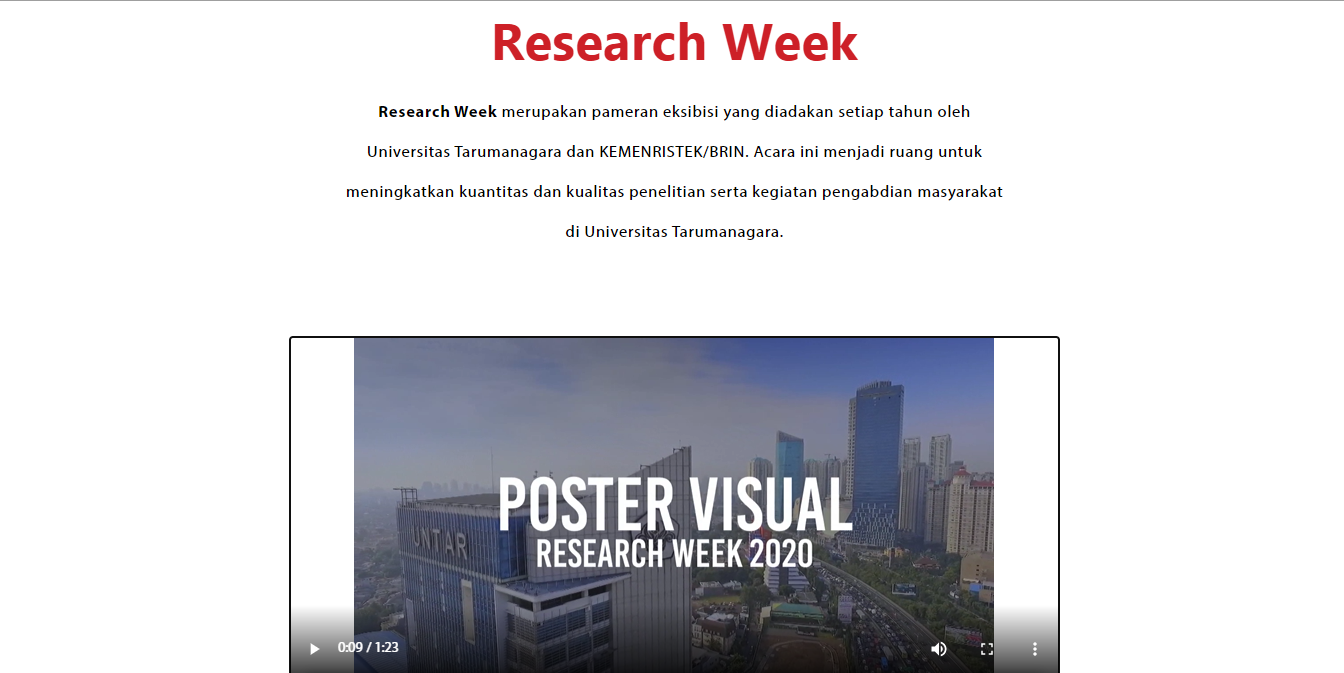 Research Week
Research Week merupakan pameran eksibisi yang diadakan setiap tahun oleh
Universitas Tarumanagara dan KEMENRISTEK/BRIN. Acara ini menjadi ruang untuk
meningkatkan kuantitas dan kualitas penelitian serta kegiatan pengabdian masyarakat
di Universitas Tarumanagara.
POSTER VISUAL
RESEARCH WEEK 2020
UNTAR
0:09 / 1:23